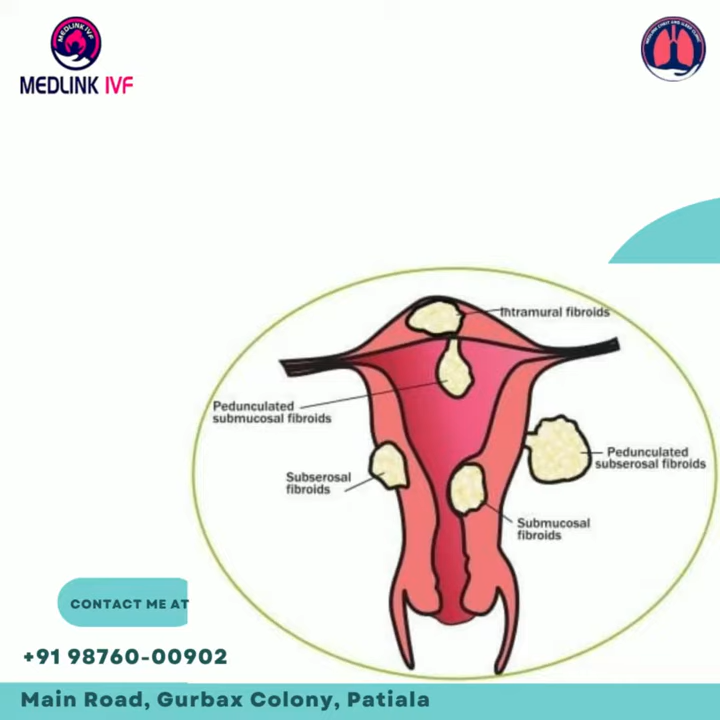 MEDLINK IVF
MEDLINK IVF
Intramural fibroids
Pedunculated
submucosal fibroids
Pedunculated
subserosal fibroids
Subserosal
fibroids
Submucosal
fibroids
CONTACT ME AT
+91 98760-00902
Main Road, Gurbax Colony, Patiala